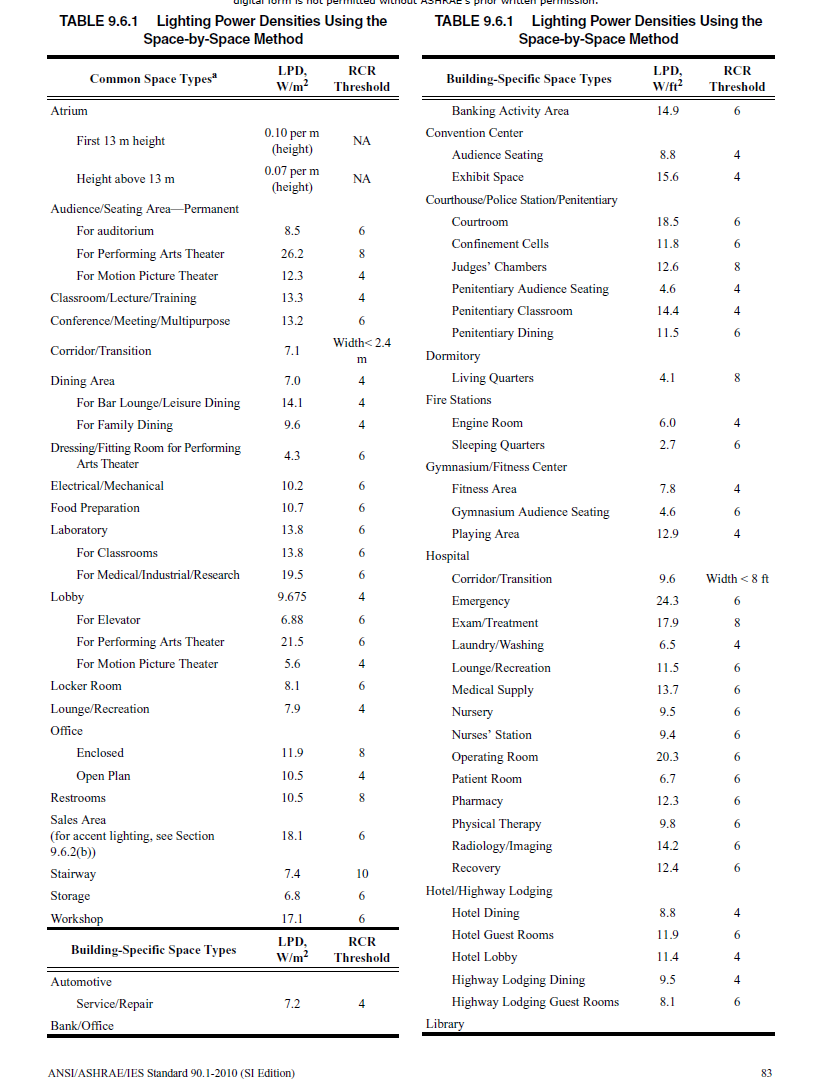 digital form is not permitted without ASHRAE's prior written permission.
TABLE 9.6.1 Lighting Power Densities Using the
Space-by-Space Method
Common Space Typesª LPD, W/m² RCR Threshold
Atrium
First 13 m height 0.10 per m (height) NA
Height above 13 m 0.07 per m (height) NA
Audience/Seating Area—Permanent
For auditorium 8.5 6
For Performing Arts Theater 26.2 8
For Motion Picture Theater 12.3 4
Classroom/Lecture/Training 13.3 4
Conference/Meeting/Multipurpose 13.2 6
Corridor/Transition 7.1 Width< 2.4 m
Dining Area 7.0 4
For Bar Lounge/Leisure Dining 14.1 4
For Family Dining 9.6 4
Dressing/Fitting Room for Performing
Arts Theater 4.3 6
Electrical/Mechanical 10.2 6
Food Preparation 10.7 6
Laboratory 13.8 6
For Classrooms 13.8 6
For Medical/Industrial/Research 19.5 6
Lobby 9.675 4
For Elevator 6.88 6
For Performing Arts Theater 21.5 6
For Motion Picture Theater 5.6 4
Locker Room 8.1 6
Lounge/Recreation 7.9 4
Office
Enclosed 11.9 8
Open Plan 10.5 4
Restrooms 10.5 8
Sales Area
(for accent lighting, see Section 18.1 6
9.6.2(b))
Stairway 7.4 10
Storage 6.8 6
Workshop 17.1 6
Building-Specific Space Types LPD, W/m² RCR Threshold
Automotive
Service/Repair 7.2 4
Bank/Office
TABLE 9.6.1 Lighting Power Densities Using the
Space-by-Space Method
Building-Specific Space Types LPD, W/ft² RCR Threshold
Banking Activity Area 14.9 6
Convention Center
Audience Seating 8.8 4
Exhibit Space 15.6 4
Courthouse/Police Station/Penitentiary
Courtroom 18.5 6
Confinement Cells 11.8 6
Judges' Chambers 12.6 8
Penitentiary Audience Seating 4.6 4
Penitentiary Classroom 14.4 4
Penitentiary Dining 11.5 6
Dormitory
Living Quarters 4.1 8
Fire Stations
Engine Room 6.0 4
Sleeping Quarters 2.7 6
Gymnasium/Fitness Center
Fitness Area 7.8 4
Gymnasium Audience Seating 4.6 6
Playing Area 12.9 4
Hospital
Corridor/Transition 9.6 Width < 8 ft
Emergency 24.3 6
Exam/Treatment 17.9 8
Laundry/Washing 6.5 4
Lounge/Recreation 11.5 6
Medical Supply 13.7 6
Nursery 9.5 6
Nurses' Station 9.4 6
Operating Room 20.3 6
Patient Room 6.7 6
Pharmacy 12.3 6
Physical Therapy 9.8 6
Radiology/Imaging 14.2 6
Recovery 12.4 6
Hotel/Highway Lodging
Hotel Dining 8.8 4
Hotel Guest Rooms 11.9 6
Hotel Lobby 11.4 4
Highway Lodging Dining 9.5 4
Highway Lodging Guest Rooms 8.1 6
Library
ANSI/ASHRAE/IES Standard 90.1-2010 (SI Edition) 83